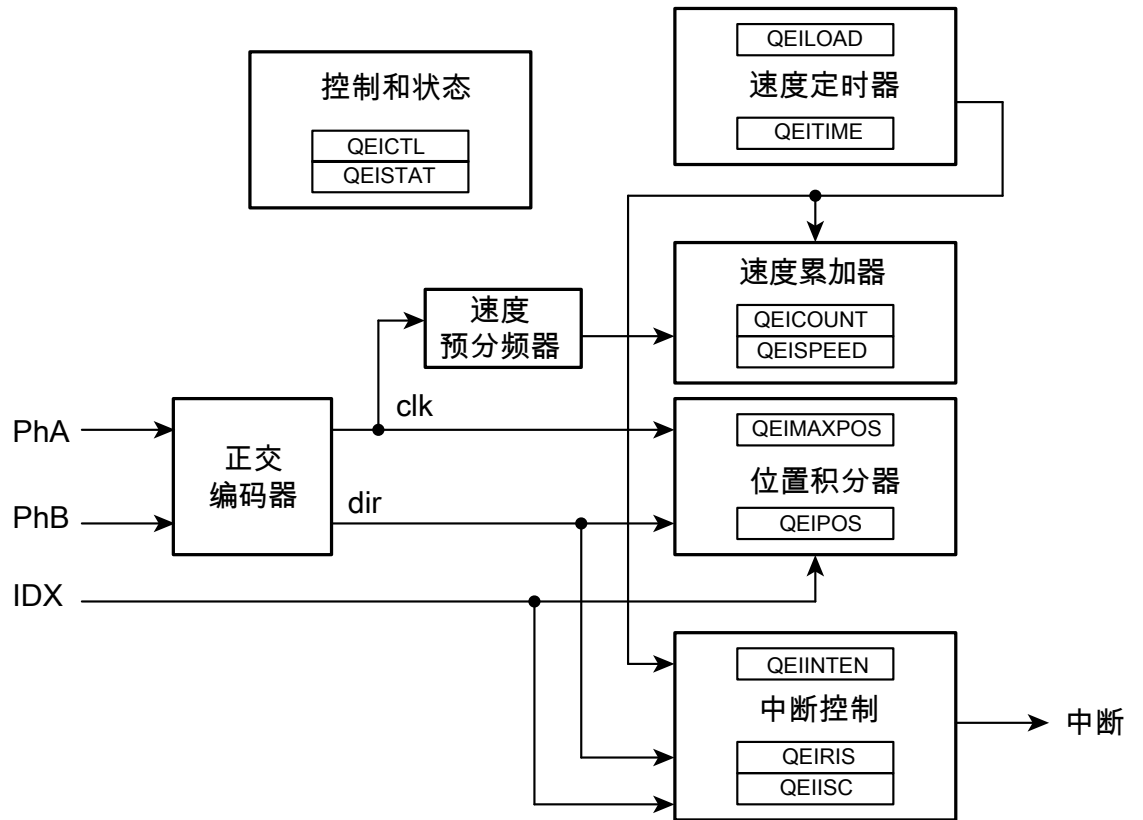 QEILOAD
速度定时器
QEITIME
控制和状态
QEICTL
QEISTAT
速度累加器
QEICOUNT
QEISPEED
速度
预分频器
clk
PhA
正交
编码器
PhB
dir
QEIMAXPOS
位置积分器
QEIPOS
IDX
QEIINTEN
中断控制
QEIRIS
QEIISC
中断